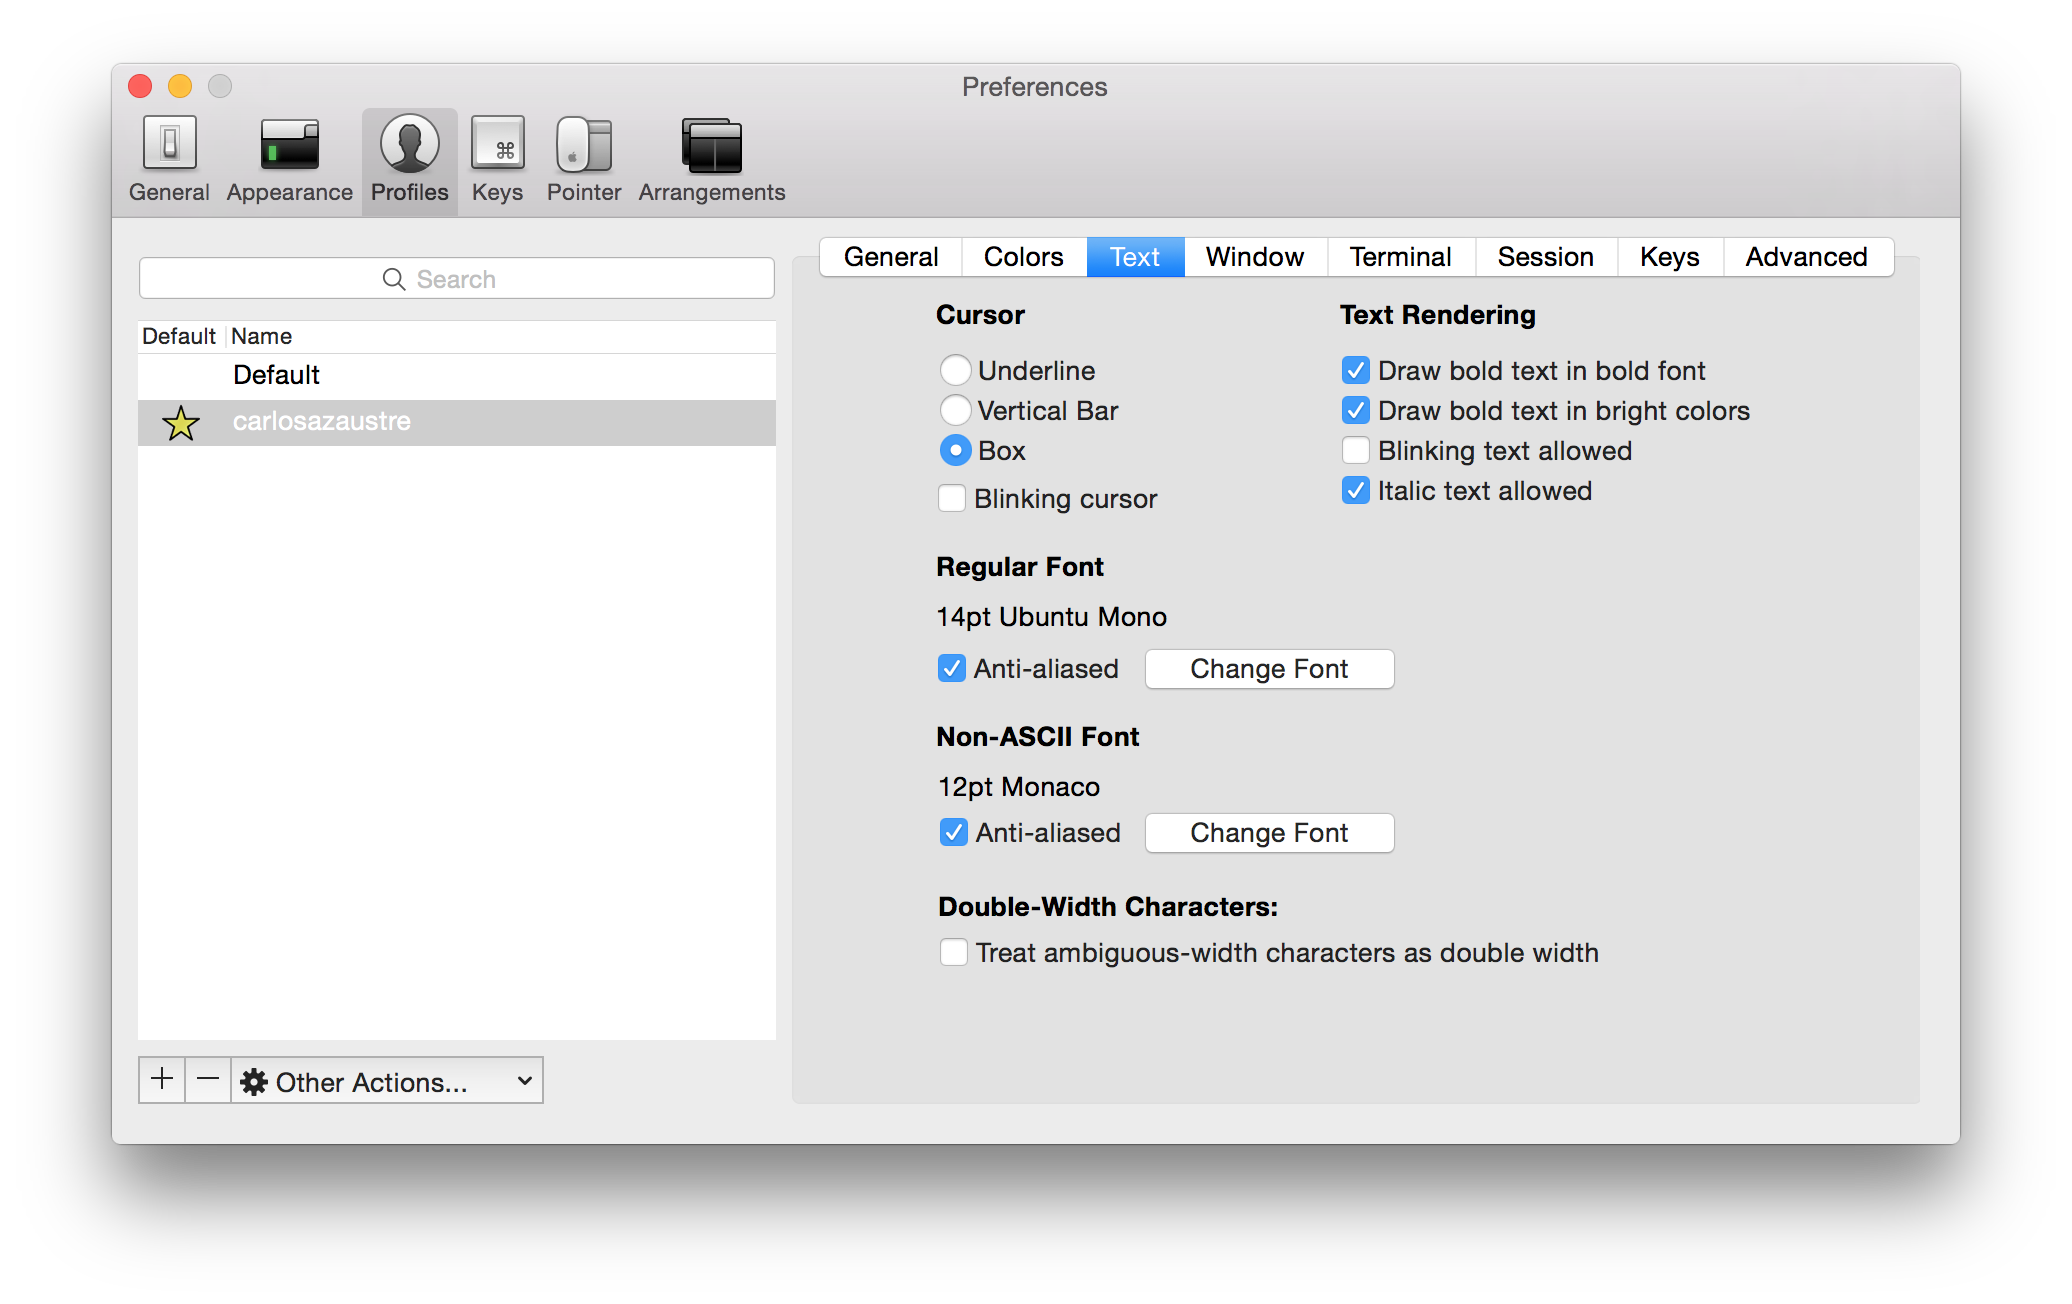 Preferences
General Appearance Profiles Keys Pointer Arrangements
Search
Default Name
Default
carlosazaustre
Other Actions...
General Colors Text Window Terminal Session Keys Advanced
Cursor
Underline
Vertical Bar
Box
Blinking cursor
Text Rendering
Draw bold text in bold font
Draw bold text in bright colors
Blinking text allowed
Italic text allowed
Regular Font
14pt Ubuntu Mono
Anti-aliased Change Font
Non-ASCII Font
12pt Monaco
Anti-aliased Change Font
Double-Width Characters:
Treat ambiguous-width characters as double width